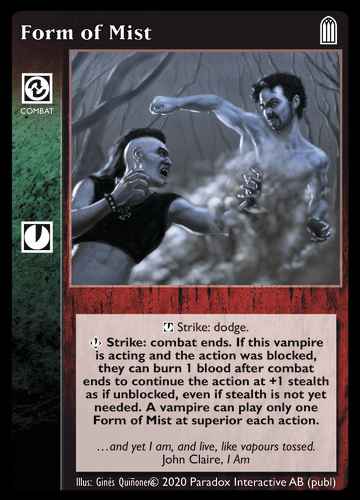 Form of Mist
COMBAT
Strike: dodge.
Strike: combat ends. If this vampire
is acting and the action was blocked,
they can burn 1 blood after combat
ends to continue the action at +1 stealth
as if unblocked, even if stealth is not yet
needed. A vampire can play only one
Form of Mist at superior each action.
...and yet I am, and live, like vapours tossed.
John Claire, I Am
Illus: Ginés Quiñonero © 2020 Paradox Interactive AB (publ)